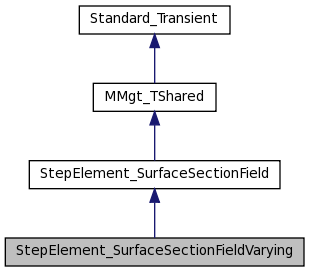 Standard_Transient
MMgt_TShared
StepElement_SurfaceSectionField
StepElement_SurfaceSectionFieldVarying